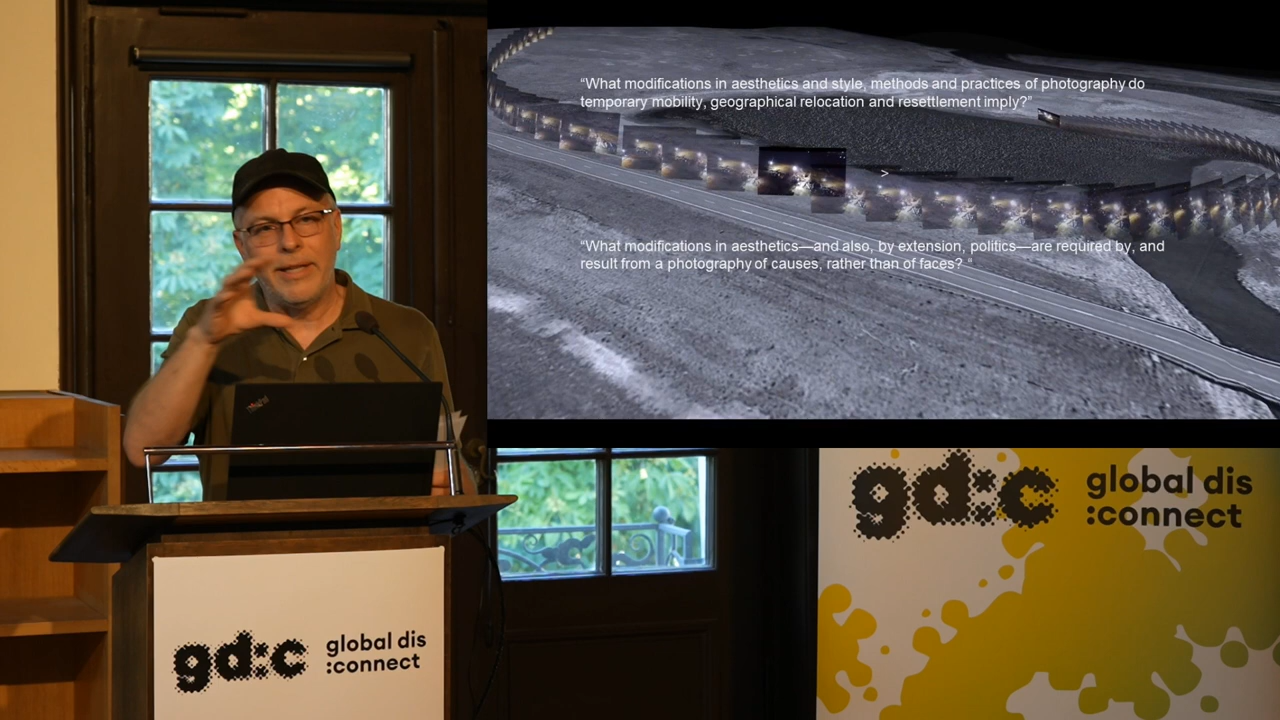 “What modifications in aesthetics and style, methods and practices of photography do
temporary mobility, geographical relocation and resettlement imply?”
>
“What modifications in aesthetics—and also, by extension, politics—are required by, and
result from a photography of causes, rather than of faces? “
gd:c
global dis
:connect
gd:c
global dis
:connect